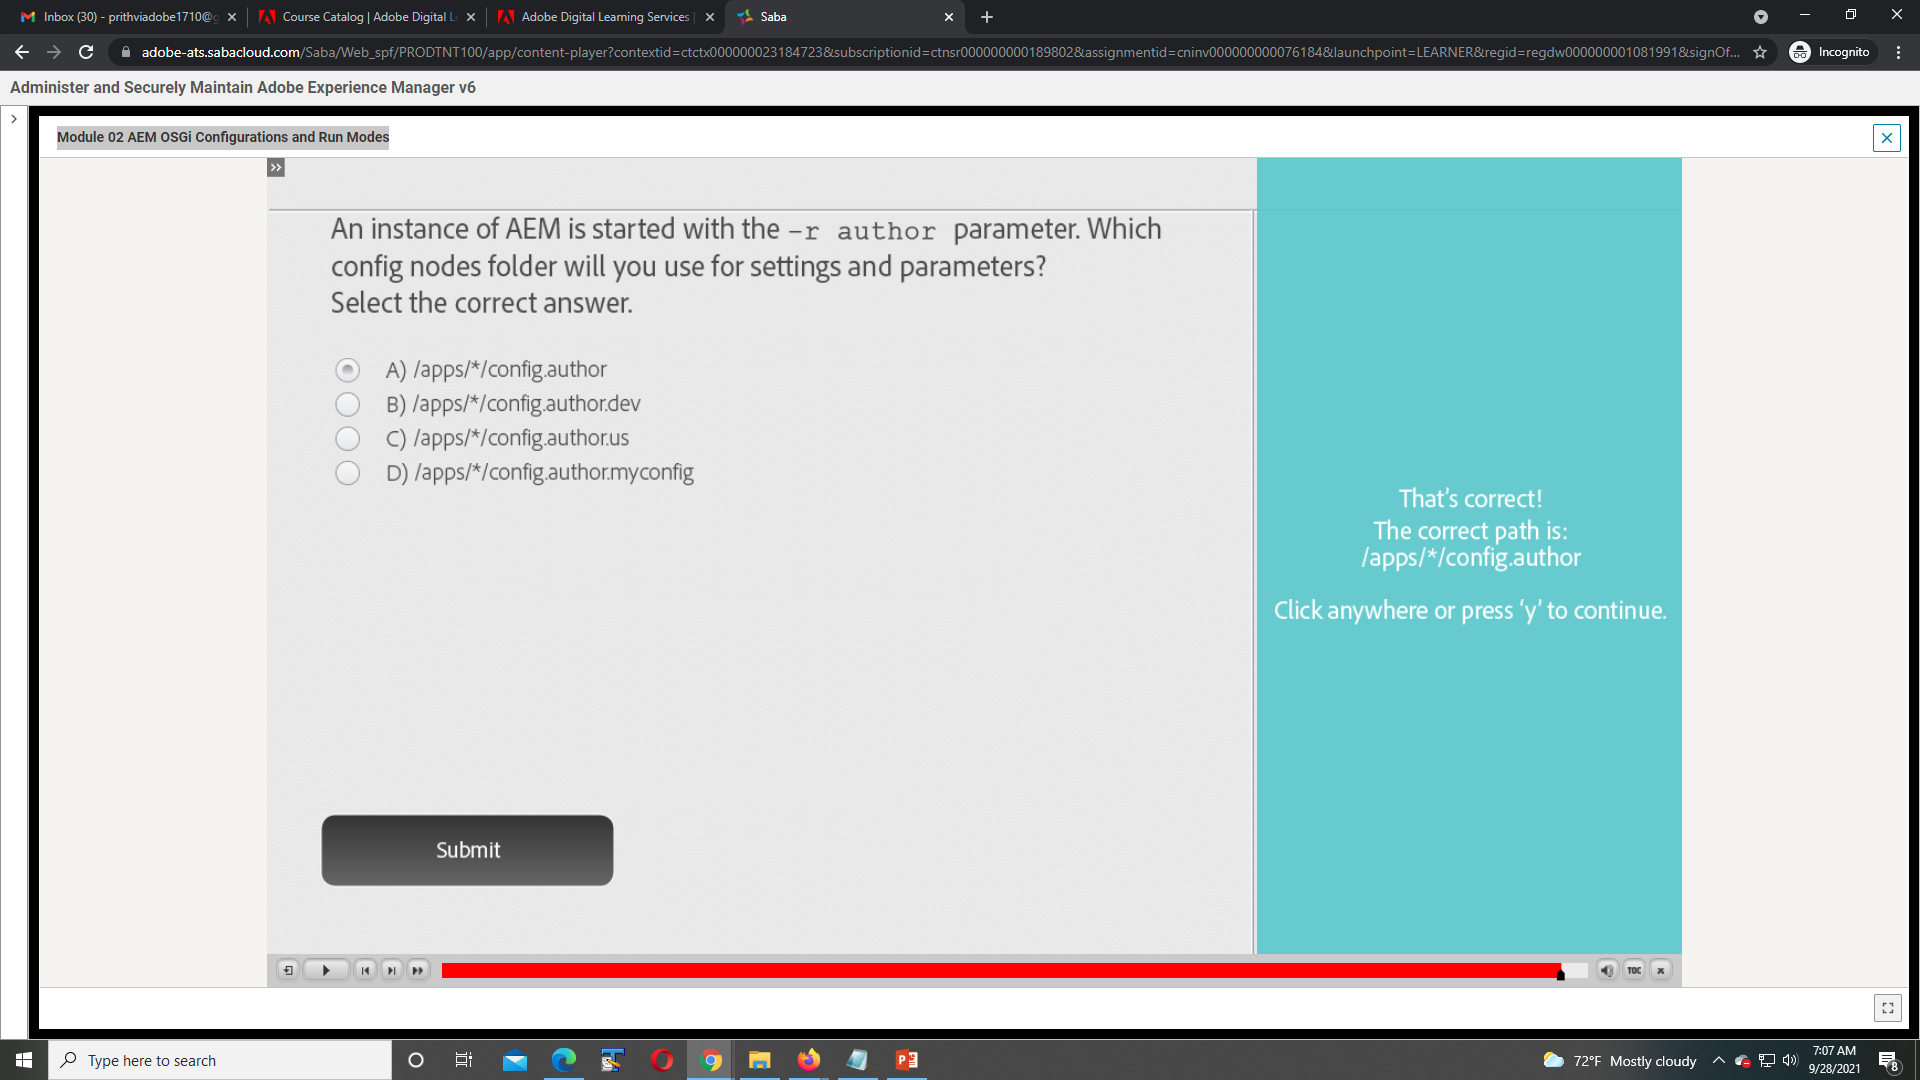 Inbox (30) - prithviadobe1710@g
Course Catalog | Adobe Digital L
Adobe Digital Learning Services |
Saba
adobe-ats.sabacloud.com/Saba/Web_spf/PRODTNT100/app/content-player?contextid=ctctx000000023184723&subscriptionid=ctnsr000000000189802&assignmentid=cninv000000000076184&launchpoint=LEARNER&regid=regdw000000001081991&signOf...
Incognito
Administer and Securely Maintain Adobe Experience Manager v6
Module 02 AEM OSGi Configurations and Run Modes
An instance of AEM is started with the -r author parameter. Which
config nodes folder will you use for settings and parameters?
Select the correct answer.
A) /apps/*/config.author
B) /apps/*/config.author.dev
C) /apps/*/config.author.us
D) /apps/*/config.author.myconfig
Submit
That's correct!
The correct path is:
/apps/*/config.author
Click anywhere or press 'y' to continue.
TOC
Type here to search
72°F Mostly cloudy
7:07 AM
9/28/2021
8